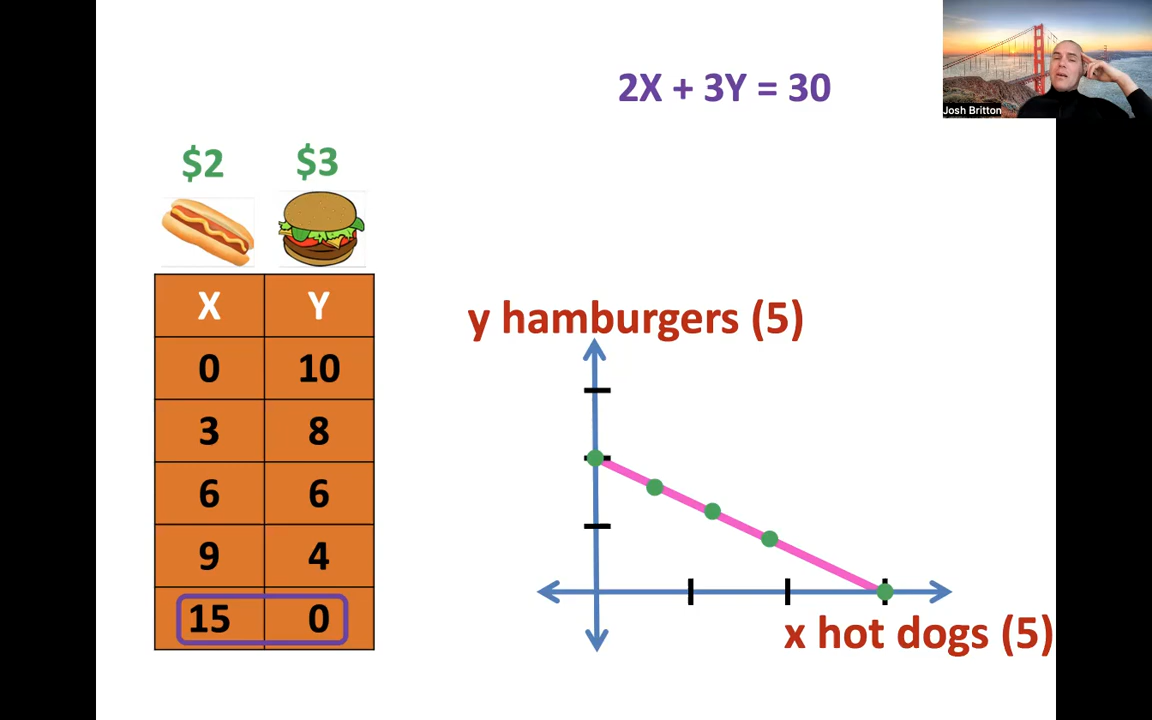 2X + 3Y = 30
Josh Britton
$2 $3
X Y
0 10
3 8
6 6
9 4
15 0
y hamburgers (5)
x hot dogs (5)